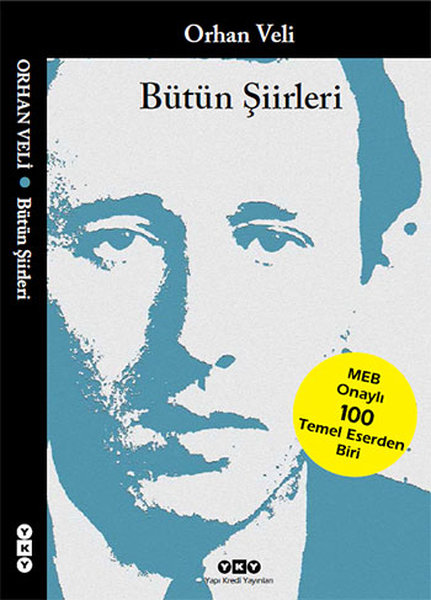 Orhan Veli
Bütün Şiirleri
MEB
Onaylı
100
Temel Eserden
Biri
YKY
Yapı Kredi Yayınları
ORHAN VELİ • Bütün Şiirleri
YKY